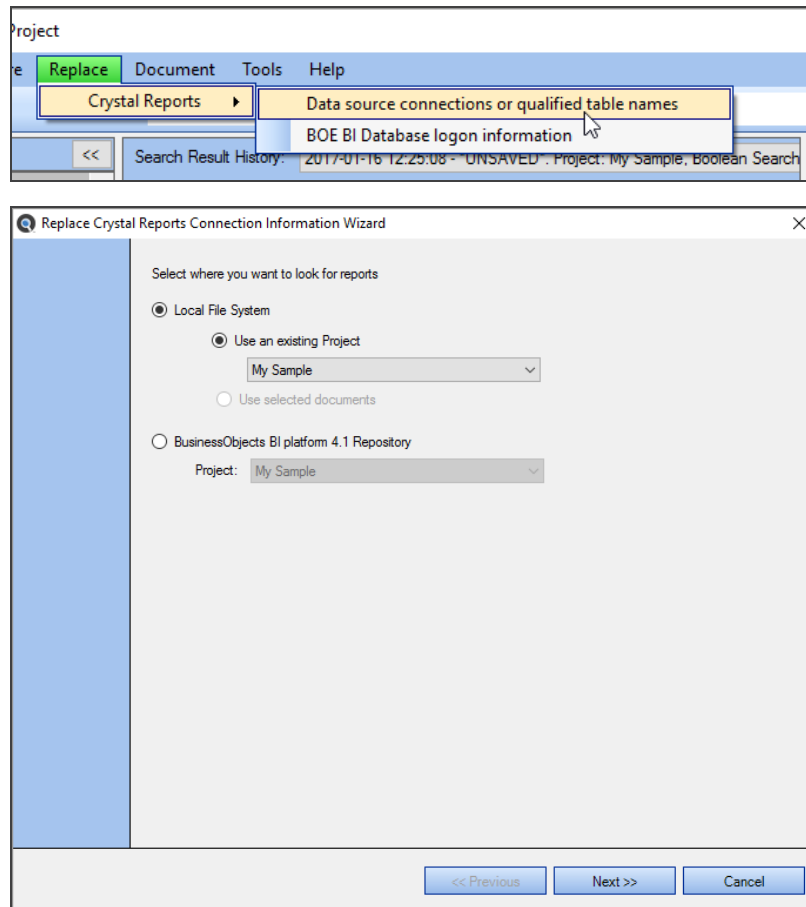 Project
re Replace Document Tools Help
Crystal Reports Data source connections or qualified table names
BOE BI Database logon information
<< Search Result History: 2017-01-16 12:25:08 - "UNSAVED". Project: My Sample, Boolean Search
Replace Crystal Reports Connection Information Wizard
Select where you want to look for reports
Local File System
Use an existing Project
My Sample
Use selected documents
BusinessObjects BI platform 4.1 Repository
Project: My Sample
<< Previous Next >> Cancel